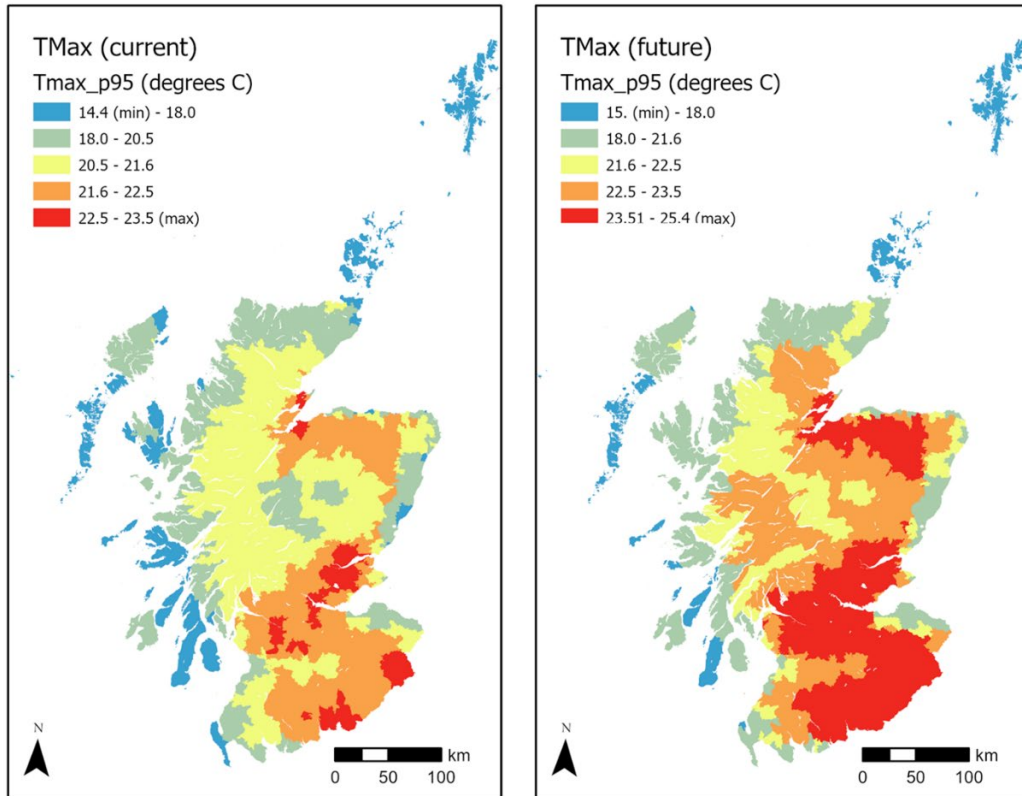 TMax (current)
Tmax_p95 (degrees C)
14.4 (min) - 18.0
18.0 - 20.5
20.5 - 21.6
21.6 - 22.5
22.5 - 23.5 (max)
N
km
0 50 100
TMax (future)
Tmax_p95 (degrees C)
15. (min) - 18.0
18.0 - 21.6
21.6 - 22.5
22.5 - 23.5
23.51 - 25.4 (max)
N
km
0 50 100